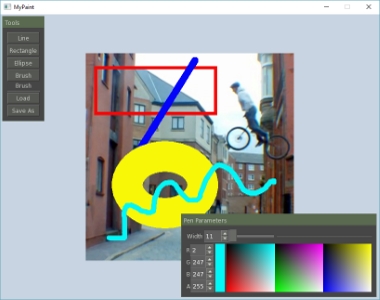 MyPaint
Tools
Line
Rectangle
Ellipse
Brush
Brush
Load
Save As
Pen Parameters
Width 11
R 2
G 247
B 247
A 255